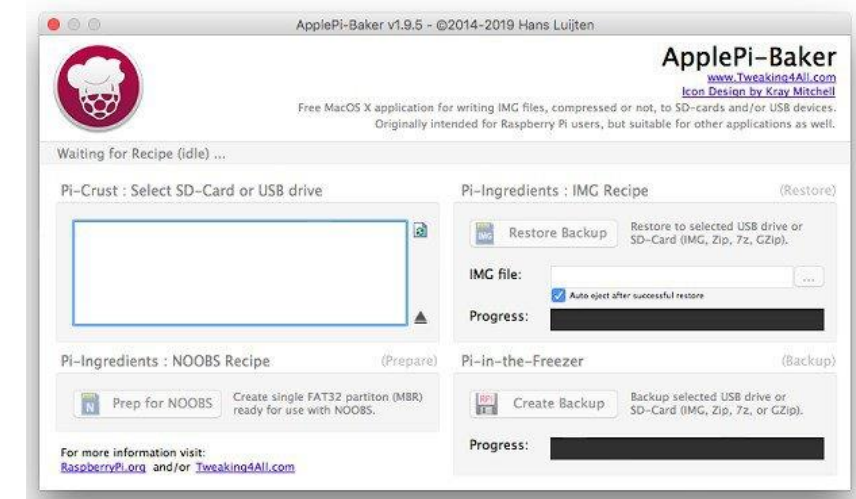 ApplePi-Baker v1.9.5 - ©2014-2019 Hans Luijten
ApplePi-Baker
www.Tweaking4All.com
Icon Design by Kray Mitchell
Free MacOS X application for writing IMG files, compressed or not, to SD-cards and/or USB devices.
Originally intended for Raspberry Pi users, but suitable for other applications as well.
Waiting for Recipe (idle) ...
Pi-Crust : Select SD-Card or USB drive
Pi-Ingredients : IMG Recipe (Restore)
IMG
Restore Backup
Restore to selected USB drive or
SD-Card (IMG, Zip, 7z, GZip).
IMG file:
...
Auto eject after successful restore
Progress:
Pi-Ingredients : NOOBS Recipe (Prepare)
N
Prep for NOOBS
Create single FAT32 partiton (MBR)
ready for use with NOOBS.
Pi-in-the-Freezer (Backup)
RPi
Create Backup
Backup selected USB drive or
SD-Card (IMG, Zip, 7z, or GZip).
Progress:
For more information visit:
RaspberryPi.org and/or Tweaking4All.com